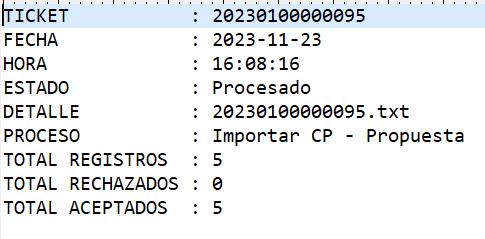 TICKET           : 20230100000095
FECHA            : 2023-11-23
HORA             : 16:08:16
ESTADO           : Procesado
DETALLE          : 20230100000095.txt
PROCESO          : Importar CP - Propuesta
TOTAL REGISTROS  : 5
TOTAL RECHAZADOS : 0
TOTAL ACEPTADOS  : 5